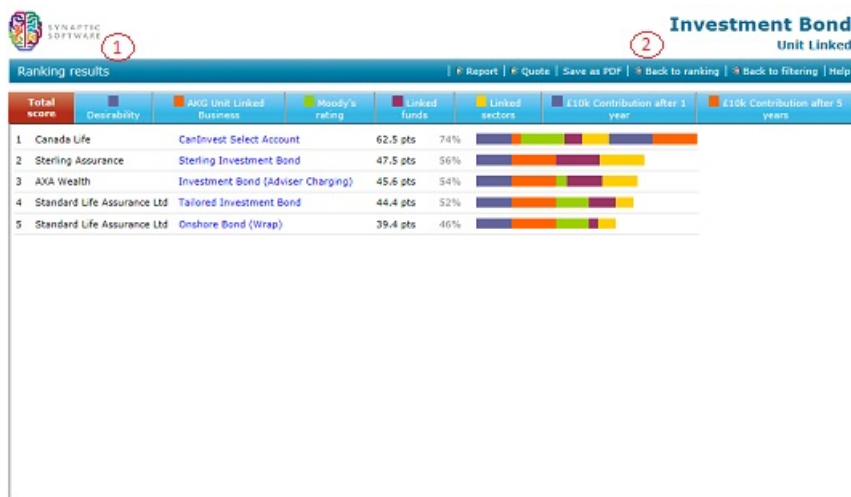 SYNAPTIC
SOFTWARE
1
2
Investment Bond
Unit Linked
Ranking results
| Report | Quote | Save as PDF | Back to ranking | Back to filtering | Help
Total score Desirability AKG Unit Linked Business Moody's rating Linked funds Linked sectors £10k Contribution after 1 year £10k Contribution after 5 years
1 Canada Life CanInvest Select Account 62.5 pts 74%
2 Sterling Assurance Sterling Investment Bond 47.5 pts 56%
3 AXA Wealth Investment Bond (Adviser Charging) 45.6 pts 54%
4 Standard Life Assurance Ltd Tailored Investment Bond 44.4 pts 52%
5 Standard Life Assurance Ltd Onshore Bond (Wrap) 39.4 pts 46%